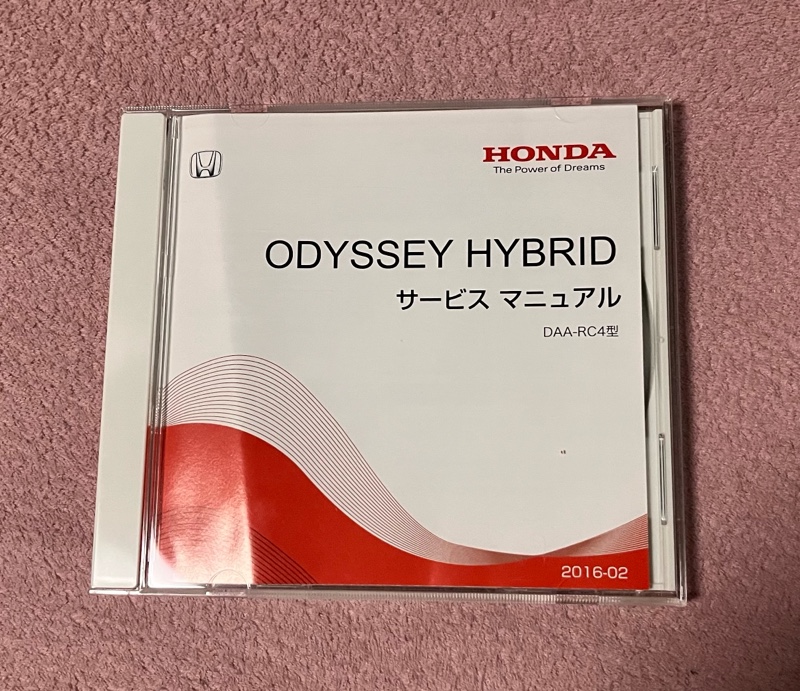 HONDA
The Power of Dreams
ODYSSEY HYBRID
サービス マニュアル
DAA-RC4型
2016-02